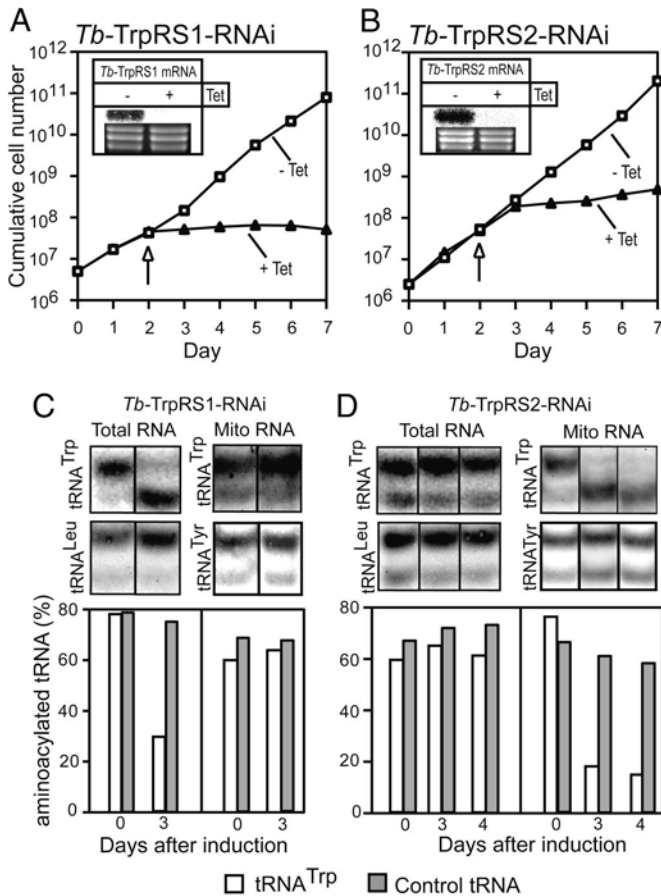 A Tb-TrpRS1-RNAi
Cumulative cell number
10^12
10^11
10^10
10^9
10^8
10^7
10^6
Tb-TrpRS1 mRNA
- + Tet
- Tet
+ Tet
0 1 2 3 4 5 6 7
Day
B Tb-TrpRS2-RNAi
10^12
10^11
10^10
10^9
10^8
10^7
10^6
Tb-TrpRS2 mRNA
- + Tet
- Tet
+ Tet
0 1 2 3 4 5 6 7
Day
C Tb-TrpRS1-RNAi
Total RNA Mito RNA
tRNA^Trp tRNA^Trp
tRNA^Leu tRNA^Tyr
aminoacylated tRNA (%)
80
60
40
20
0
0 3 0 3
Days after induction
D Tb-TrpRS2-RNAi
Total RNA Mito RNA
tRNA^Trp tRNA^Trp
tRNA^Leu tRNA^Tyr
80
60
40
20
0
0 3 4 0 3 4
Days after induction
tRNA^Trp Control tRNA